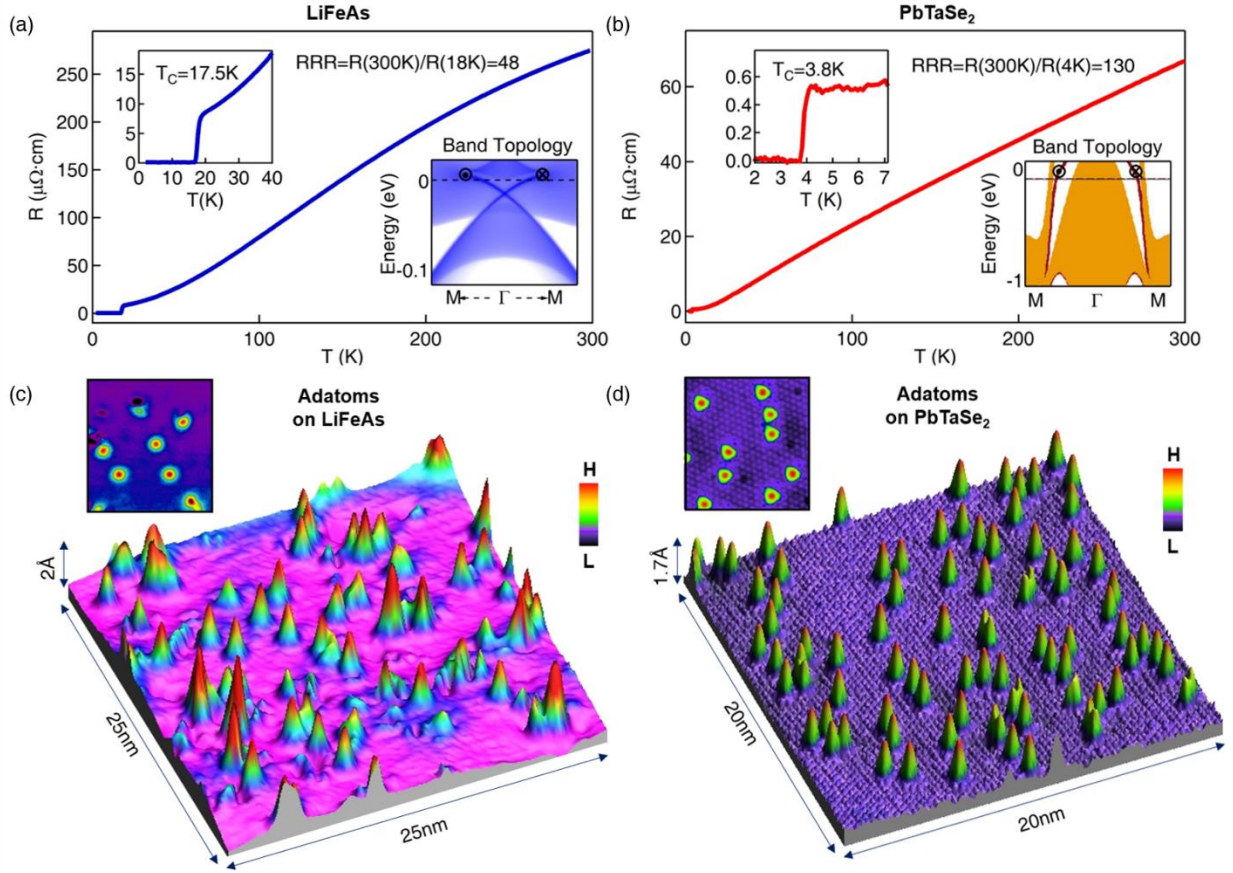 (a)
LiFeAs
R (μΩ·cm)
250
200
150
100
50
0
0
100
200
300
T (K)
15
10
5
0
0
10
20
30
40
T(K)
T_C=17.5K
RRR=R(300K)/R(18K)=48
Band Topology
Energy (eV)
0
-0.1
M Γ M
(b)
PbTaSe₂
R (μΩ·cm)
60
40
20
0
0
100
200
300
T (K)
0.6
0.4
0.2
0.0
2
3
4
5
6
7
T (K)
T_C=3.8K
RRR=R(300K)/R(4K)=130
Band Topology
Energy (eV)
0
-1
M Γ M
(c)
Adatoms
on LiFeAs
H
L
2Å
25nm
25nm
(d)
Adatoms
on PbTaSe₂
H
L
1.7Å
20nm
20nm